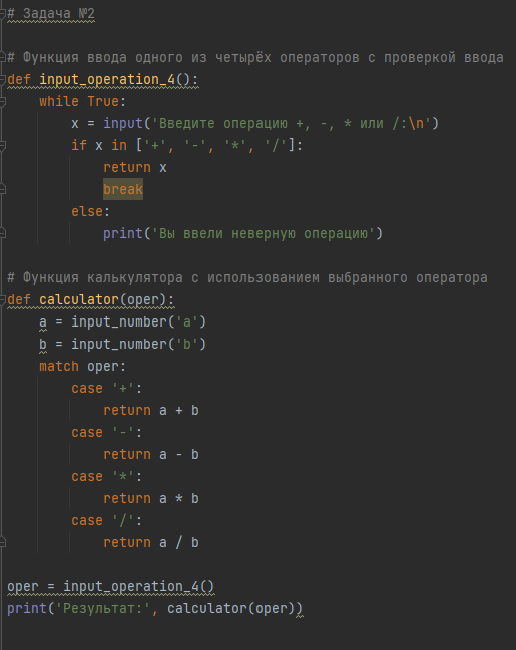 # Задача №2
# Функция ввода одного из четырёх операторов с проверкой ввода
def input_operation_4():
    while True:
        x = input('Введите операцию +, -, * или /:\n')
        if x in ['+', '-', '*', '/']:
            return x
            break
        else:
            print('Вы ввели неверную операцию')
# Функция калькулятора с использованием выбранного оператора
def calculator(oper):
    a = input_number('a')
    b = input_number('b')
    match oper:
        case '+':
            return a + b
        case '-':
            return a - b
        case '*':
            return a * b
        case '/':
            return a / b
oper = input_operation_4()
print('Результат:', calculator(oper))